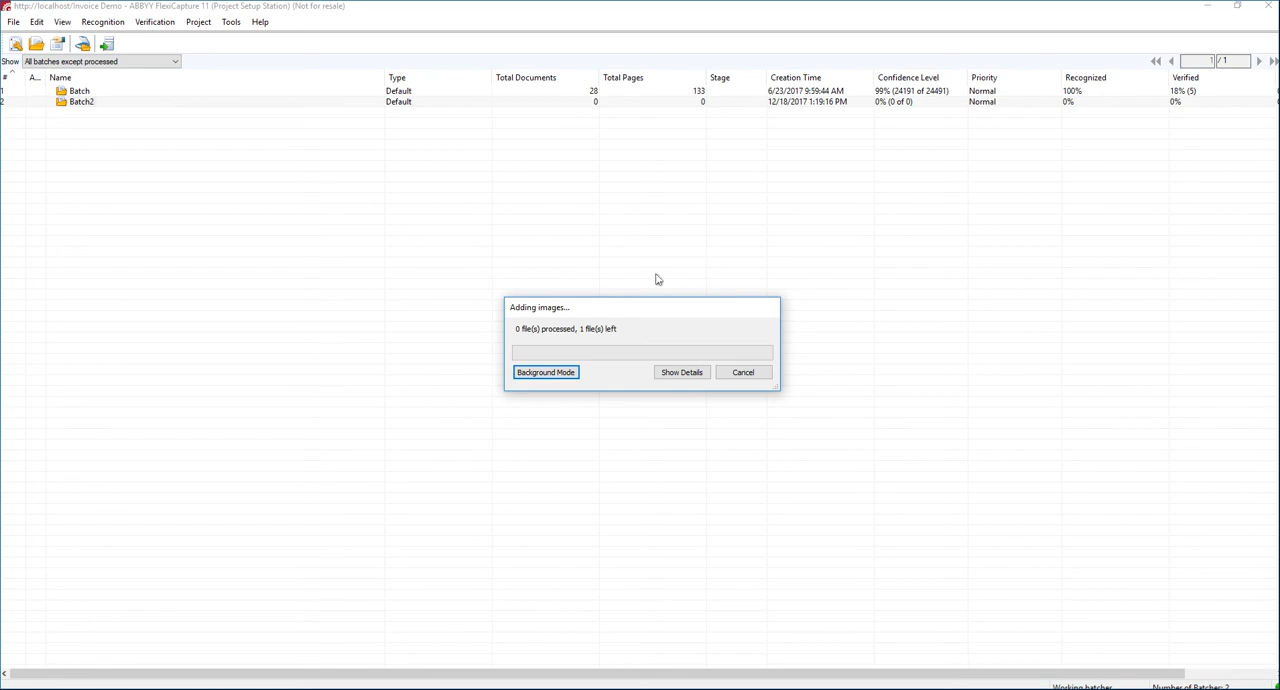 http://localhost/Invoice Demo - ABBYY FlexiCapture 11 (Project Setup Station) (Not for resale)
File Edit View Recognition Verification Project Tools Help
Show All batches except processed 1 / 1
# A... Name Type Total Documents Total Pages Stage Creation Time Confidence Level Priority Recognized Verified
1 Batch Default 28 133 6/23/2017 9:59:44 AM 99% (24191 of 24491) Normal 100% 18% (5)
2 Batch2 Default 0 0 12/18/2017 1:19:16 PM 0% (0 of 0) Normal 0% 0%
Adding images...
0 file(s) processed, 1 file(s) left
Background Mode Show Details Cancel
Working batches Number of Batches: 2